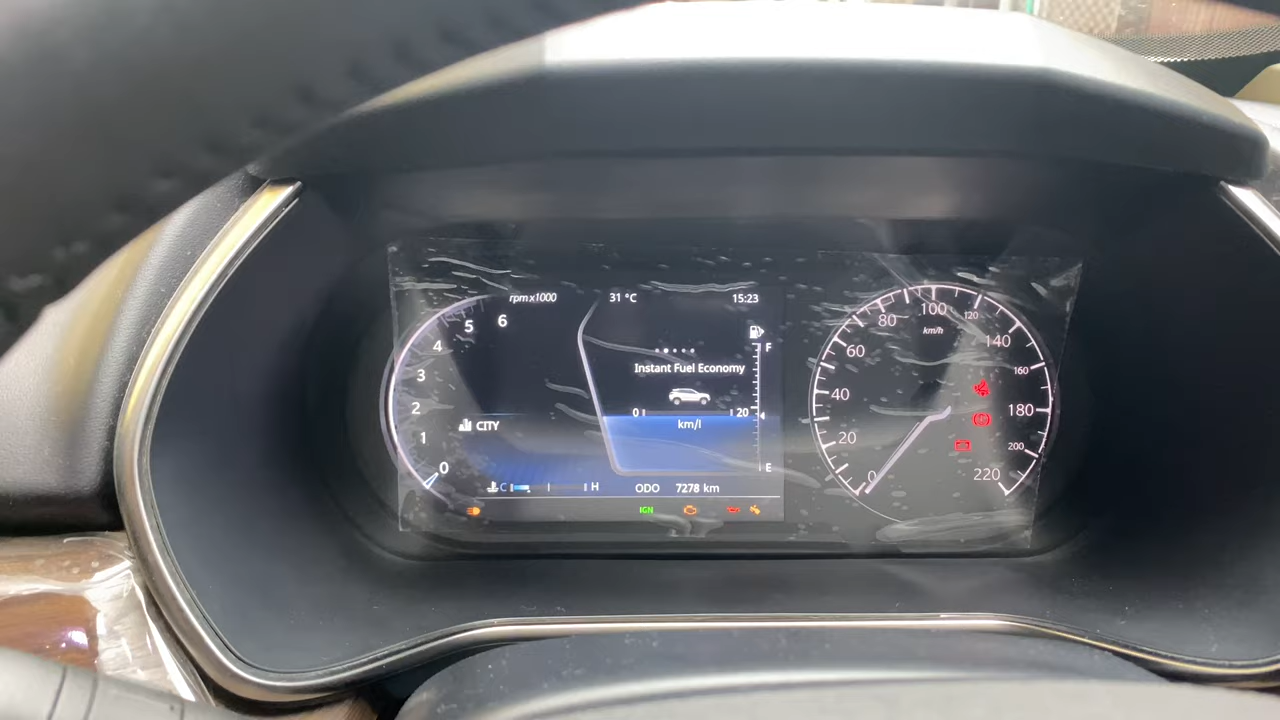 rpm x1000
6
5
4
3
2
1
0
CITY
C H
31 °C 15:23
F
Instant Fuel Economy
0 20
km/l
E
ODO 7278 km
IGN
0
20
40
60
80
100
120
140
160
180
200
220
km/h